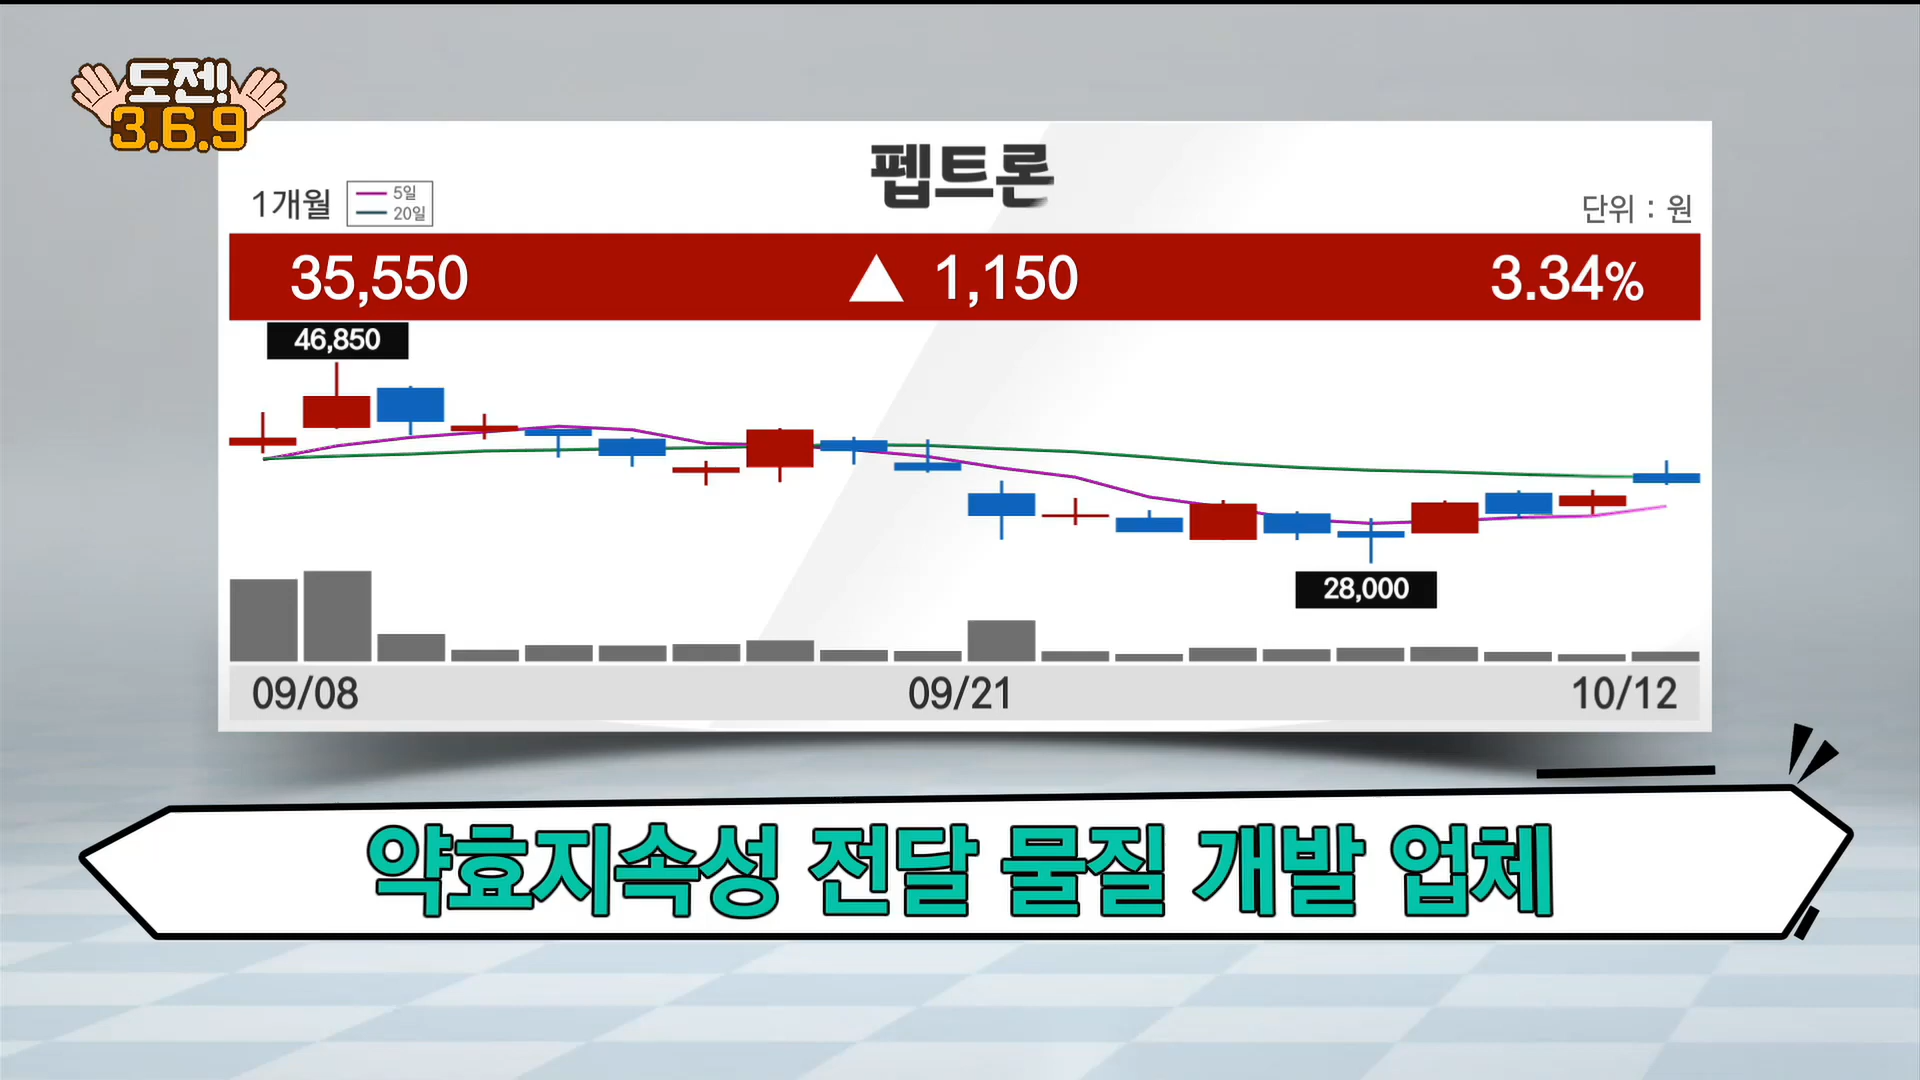 도전!
3.6.9
펩트론
1개월
5일
20일
단위 : 원
35,550 ▲ 1,150 3.34%
46,850
28,000
09/08 09/21 10/12
약효지속성 전달 물질 개발 업체